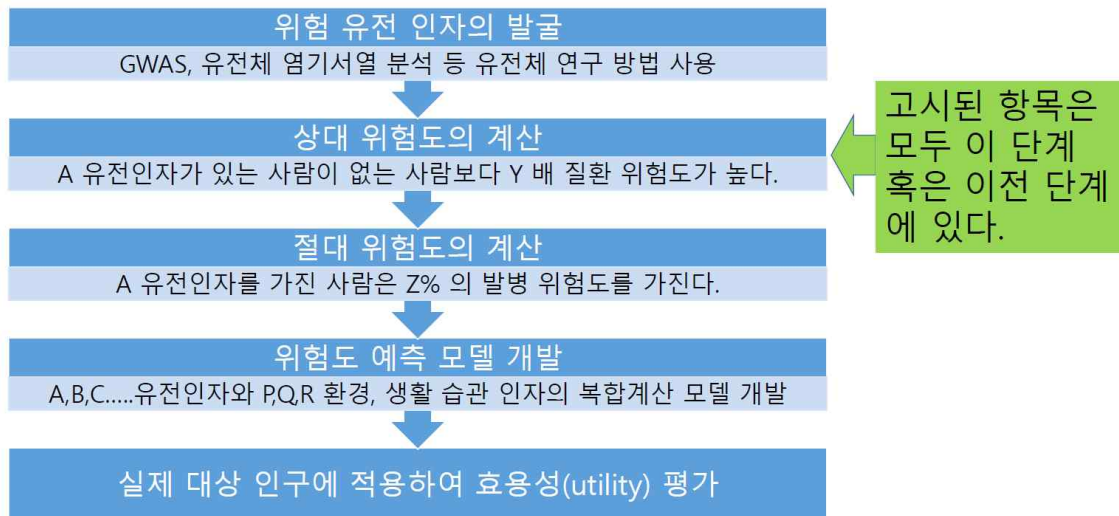 위험 유전 인자의 발굴
GWAS, 유전체 염기서열 분석 등 유전체 연구 방법 사용
상대 위험도의 계산
A 유전인자가 있는 사람이 없는 사람보다 Y 배 질환 위험도가 높다.
절대 위험도의 계산
A 유전인자를 가진 사람은 Z% 의 발병 위험도를 가진다.
위험도 예측 모델 개발
A,B,C.....유전인자와 P,Q,R 환경, 생활 습관 인자의 복합계산 모델 개발
실제 대상 인구에 적용하여 효용성(utility) 평가
고시된 항목은
모두 이 단계
혹은 이전 단계
에 있다.